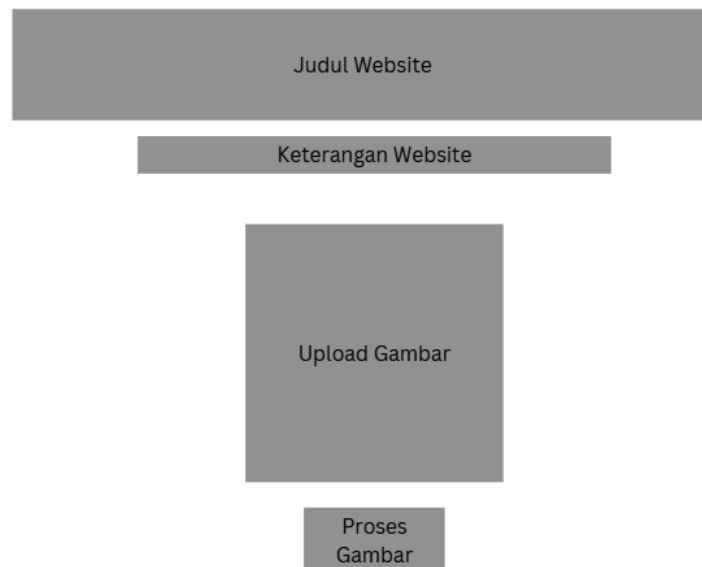 Judul Website
Keterangan Website
Upload Gambar
Proses
Gambar